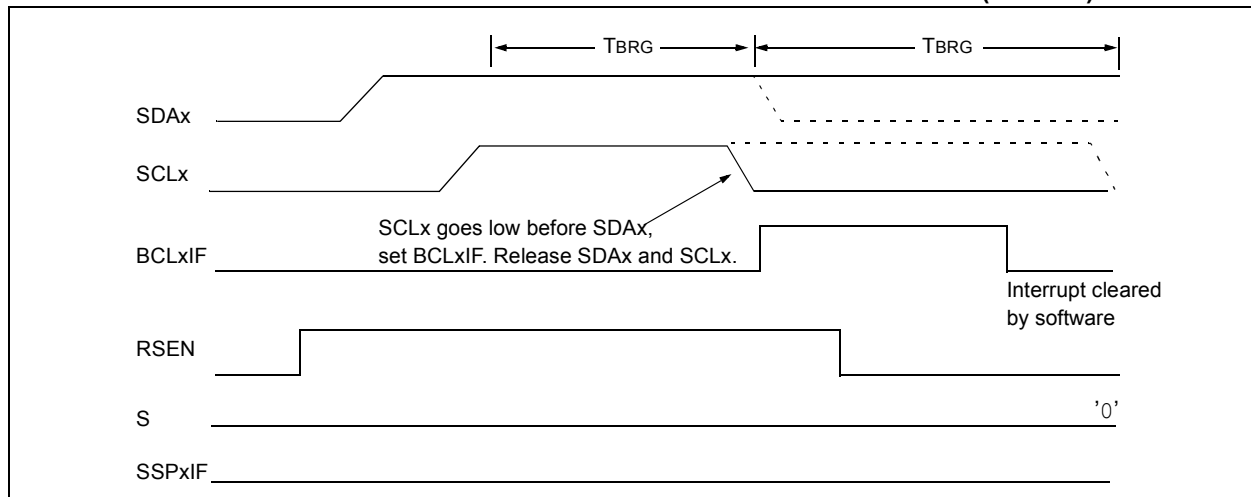 TBRG TBRG
SDAx
SCLx
SCLx goes low before SDAx,
set BCLxIF. Release SDAx and SCLx.
BCLxIF
Interrupt cleared
by software
RSEN
S
'0'
SSPxIF